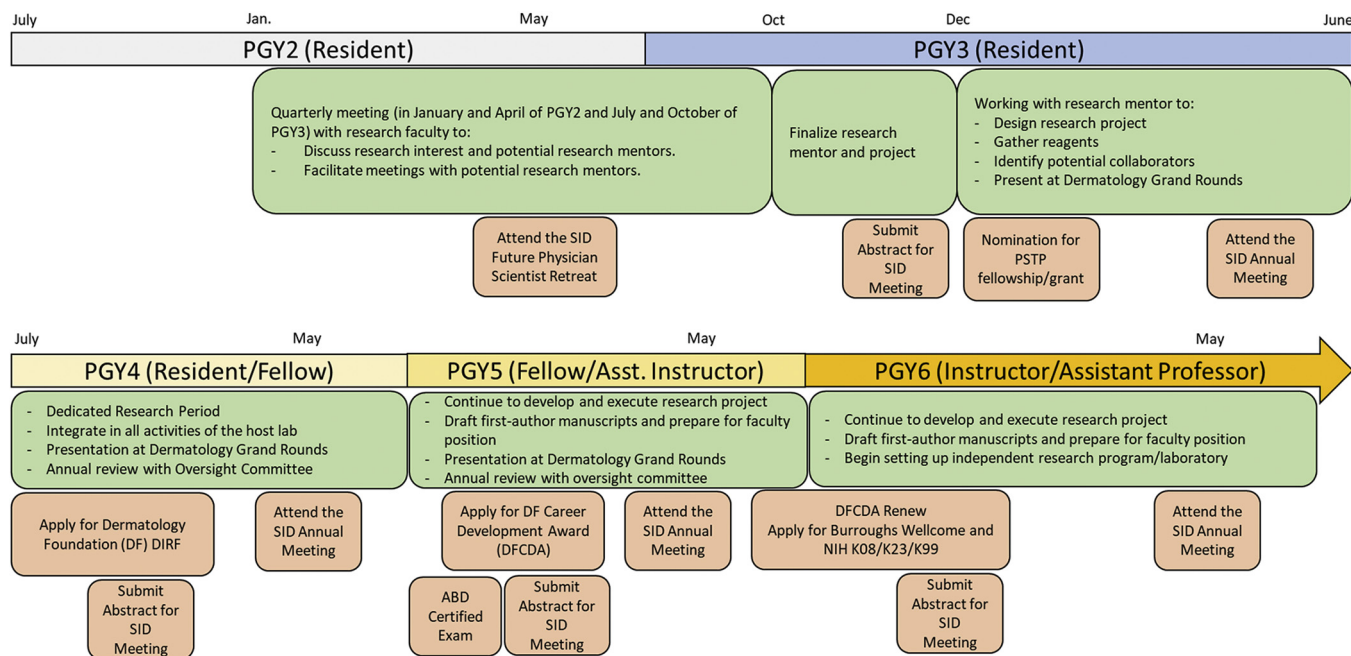 July
Jan.
May
Oct
Dec
June
PGY2 (Resident)
PGY3 (Resident)
Quarterly meeting (in January and April of PGY2 and July and October of
PGY3) with research faculty to:
- Discuss research interest and potential research mentors.
- Facilitate meetings with potential research mentors.
Finalize research
mentor and project
Working with research mentor to:
- Design research project
- Gather reagents
- Identify potential collaborators
- Present at Dermatology Grand Rounds
Attend the SID
Future Physician
Scientist Retreat
Submit
Abstract for
SID
Meeting
Nomination for
PSTP
fellowship/grant
Attend the
SID Annual
Meeting
July
May
May
May
PGY4 (Resident/Fellow)
PGY5 (Fellow/Asst. Instructor)
PGY6 (Instructor/Assistant Professor)
- Dedicated Research Period
- Integrate in all activities of the host lab
- Presentation at Dermatology Grand Rounds
- Annual review with Oversight Committee
- Continue to develop and execute research project
- Draft first-author manuscripts and prepare for faculty
position
- Presentation at Dermatology Grand Rounds
- Annual review with oversight committee
- Continue to develop and execute research project
- Draft first-author manuscripts and prepare for faculty position
- Begin setting up independent research program/laboratory
Apply for Dermatology
Foundation (DF) DIRF
Attend the
SID Annual
Meeting
Apply for DF Career
Development Award
(DFCDA)
Attend the
SID Annual
Meeting
DFCDA Renew
Apply for Burroughs Wellcome and
NIH K08/K23/K99
Attend the
SID Annual
Meeting
Submit
Abstract for
SID
Meeting
ABD
Certified
Exam
Submit
Abstract for
SID
Meeting
Submit
Abstract for
SID
Meeting